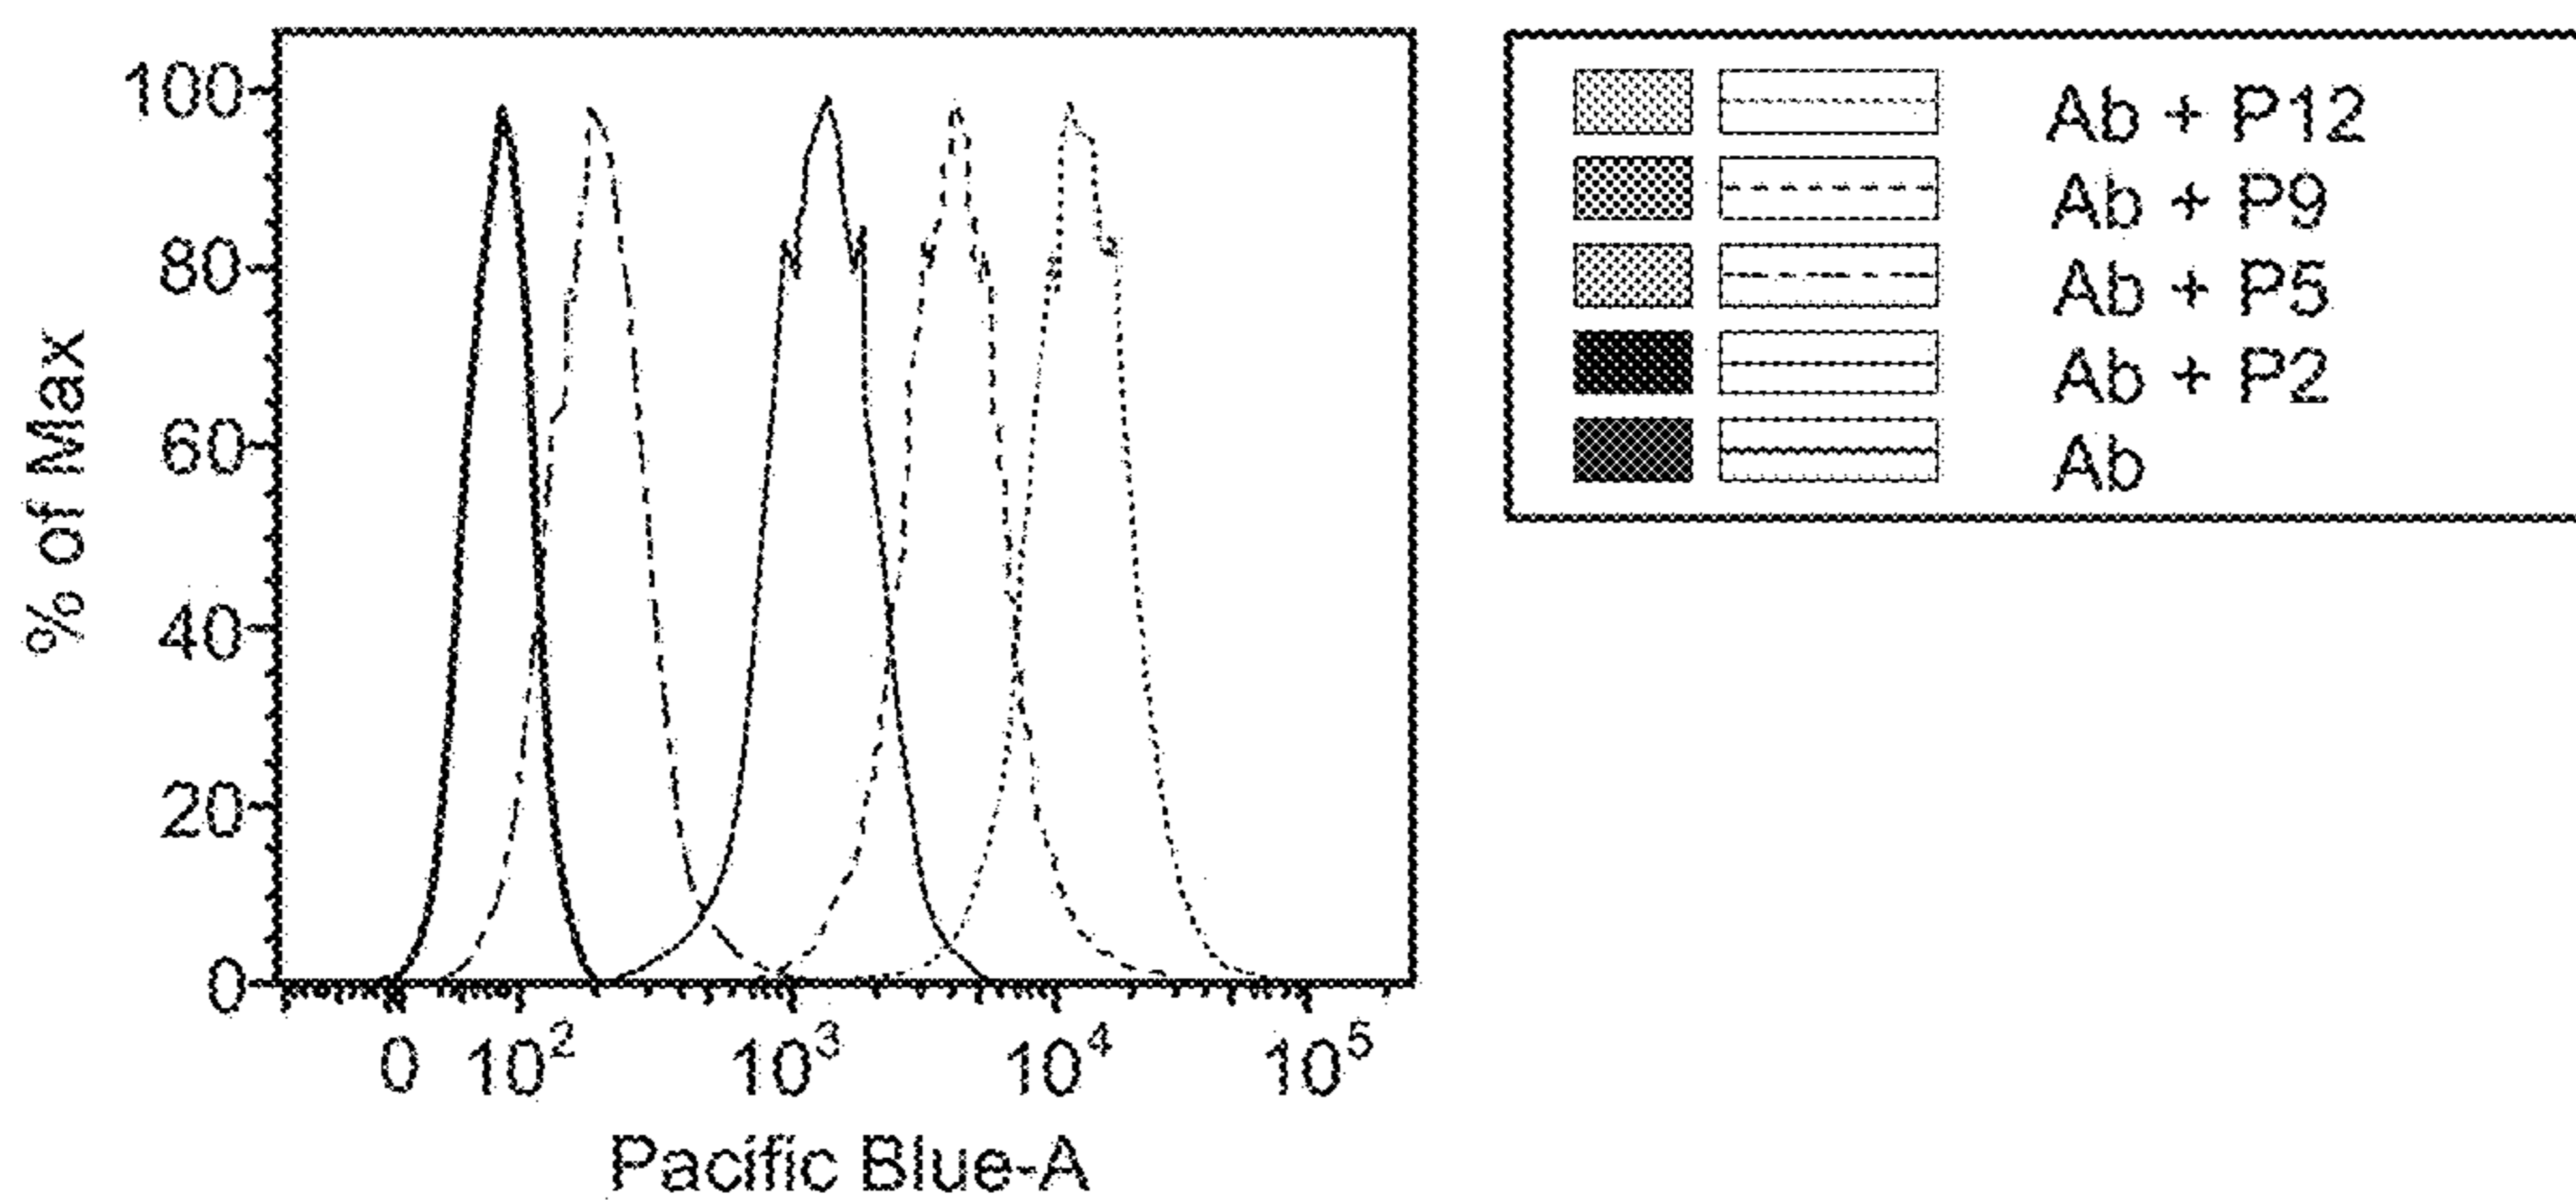 100
80
60
40
20
0
% of Max
0 10² 10³ 10⁴ 10⁵
Pacific Blue-A
Ab + P12
Ab + P9
Ab + P5
Ab + P2
Ab